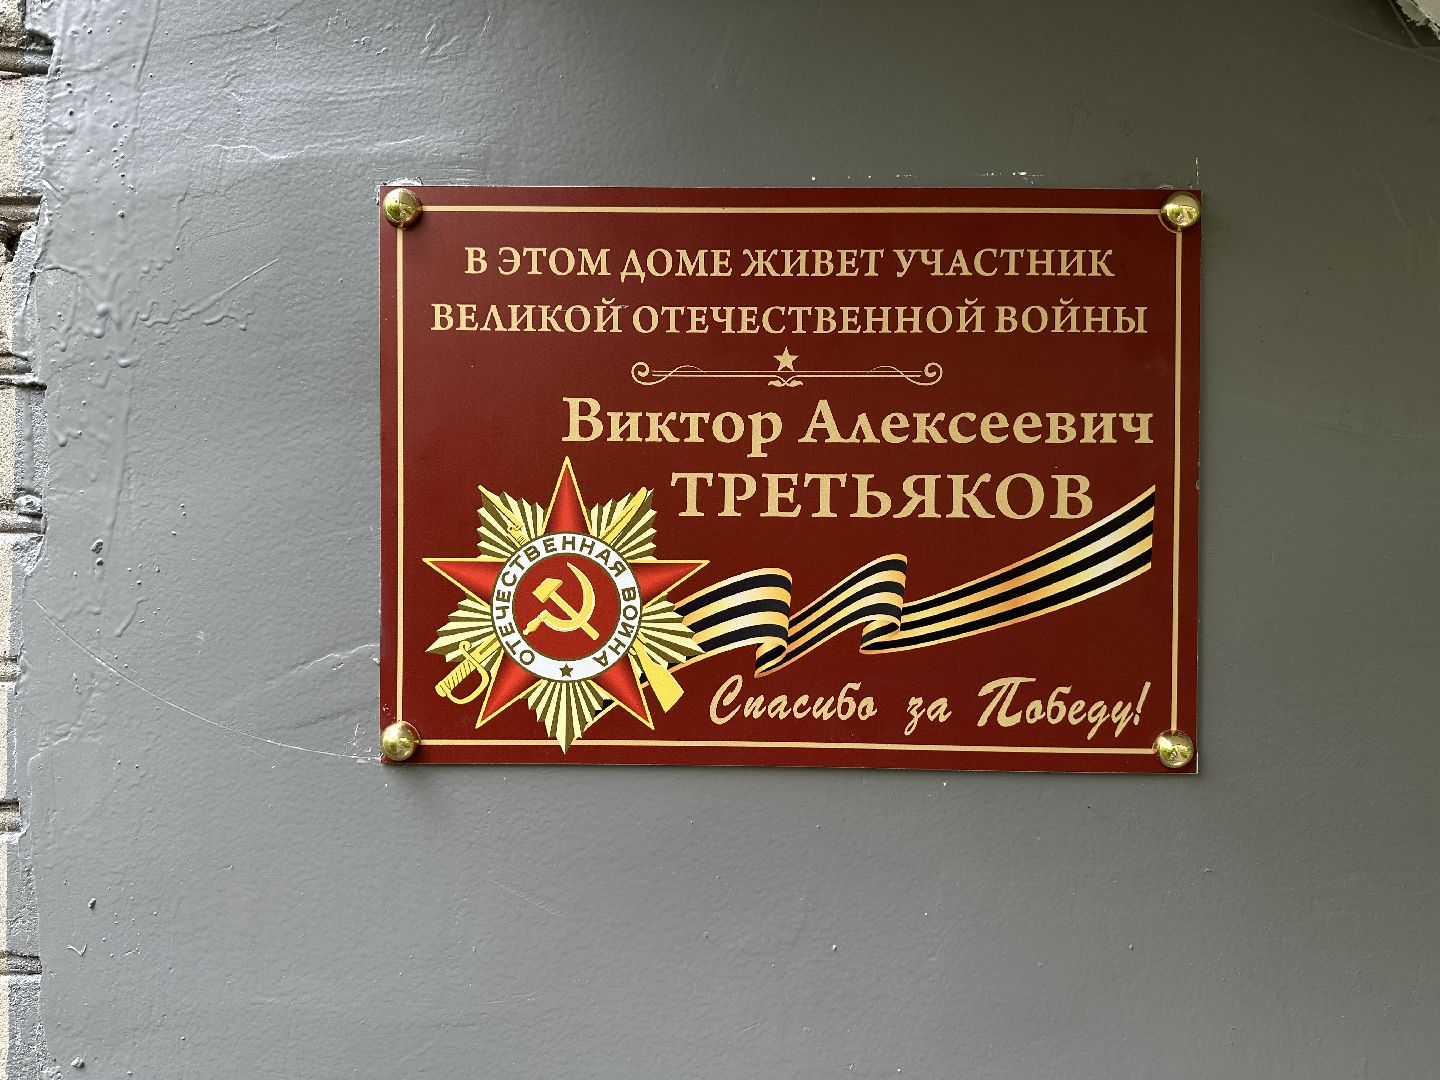 В ЭТОМ ДОМЕ ЖИВЕТ УЧАСТНИК
ВЕЛИКОЙ ОТЕЧЕСТВЕННОЙ ВОЙНЫ
Виктор Алексеевич
ТРЕТЬЯКОВ
ОТЕЧЕСТВЕННАЯ ВОЙНА
Спасибо за Победу!